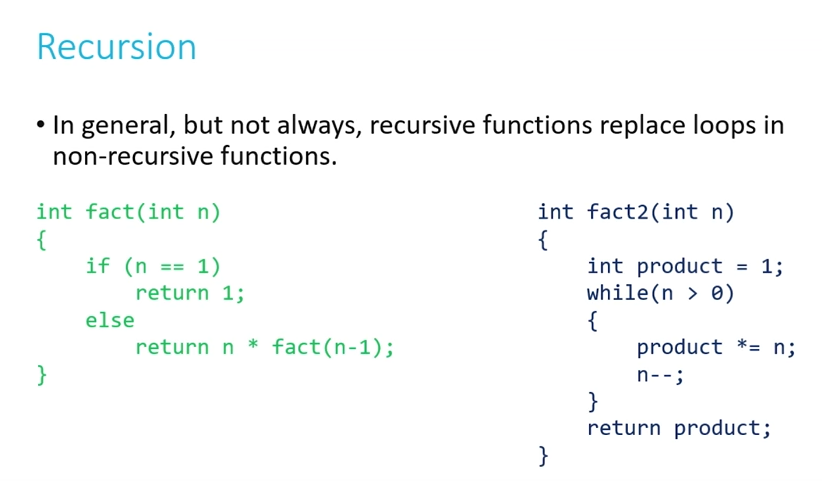 Recursion
• In general, but not always, recursive functions replace loops in
non-recursive functions.
int fact(int n)
{
    if (n == 1)
        return 1;
    else
        return n * fact(n-1);
}
int fact2(int n)
{
    int product = 1;
    while(n > 0)
    {
        product *= n;
        n--;
    }
    return product;
}